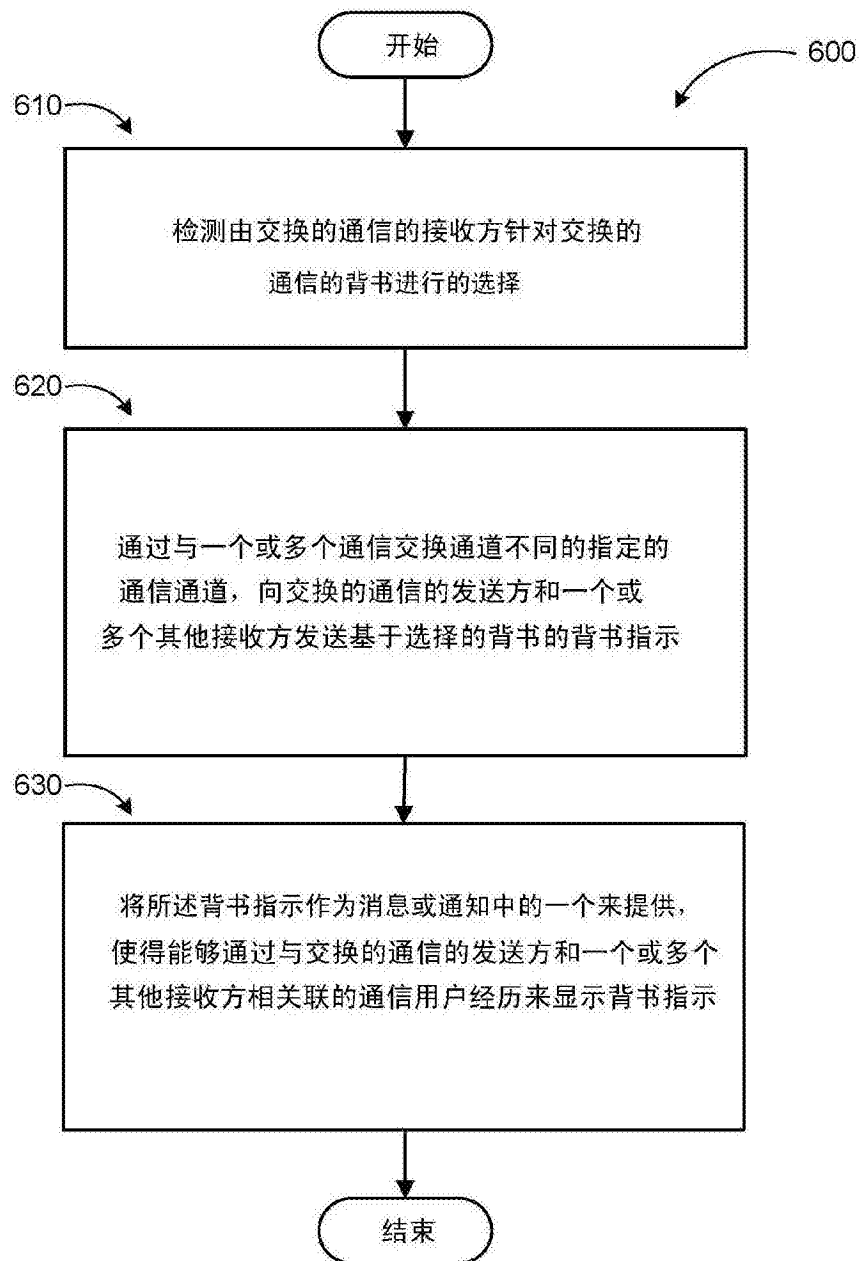 开始
600
610
检测由交换的通信的接收方针对交换的
通信的背书进行的选择
620
通过与一个或多个通信交换通道不同的指定的
通信通道，向交换的通信的发送方和一个或
多个其他接收方发送基于选择的背书的背书指示
630
将所述背书指示作为消息或通知中的一个来提供，
使得能够通过与交换的通信的发送方和一个或多个
其他接收方相关联的通信用户经历来显示背书指示
结束